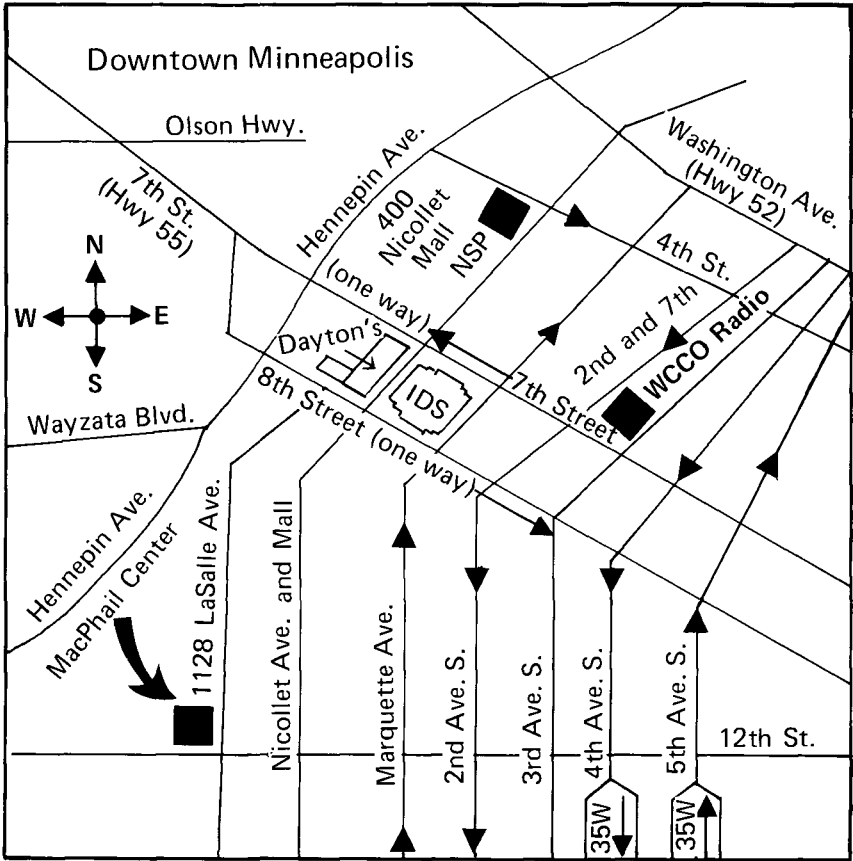 Downtown Minneapolis
Olson Hwy.
7th St.
(Hwy 55)
Hennepin Ave.
400
Nicollet
Mall
NSP
Washington Ave.
(Hwy 52)
4th St.
N
W
E
S
(one way)
Dayton's
IDS
2nd and 7th
WCCO Radio
7th Street
8th Street (one way)
Wayzata Blvd.
Hennepin Ave.
MacPhail Center
1128 LaSalle Ave.
Nicollet Ave. and Mall
Marquette Ave.
2nd Ave. S.
3rd Ave. S.
4th Ave. S.
5th Ave. S.
12th St.
35W
35W